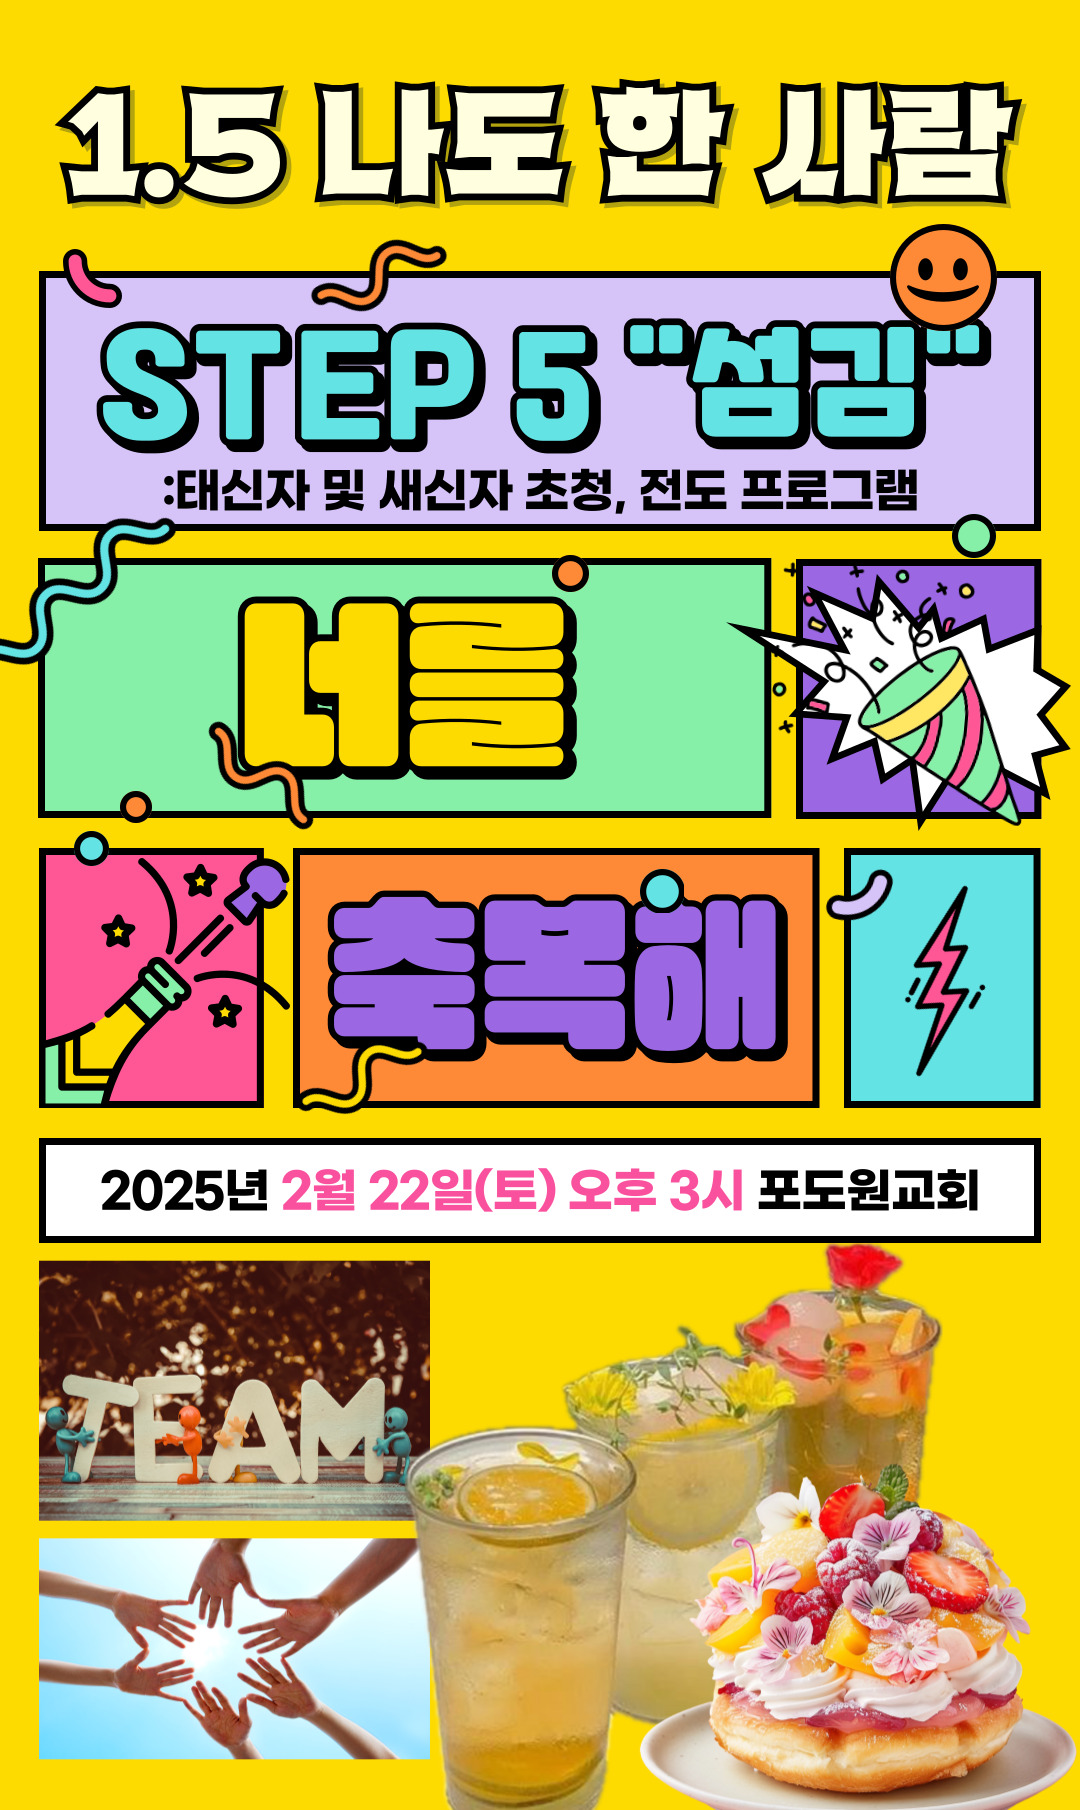 1.5 나도 한 사람
STEP 5 "섬김"
:태신자 및 새신자 초청, 전도 프로그램
너를
축복해
2025년 2월 22일(토) 오후 3시 포도원교회
TEAM